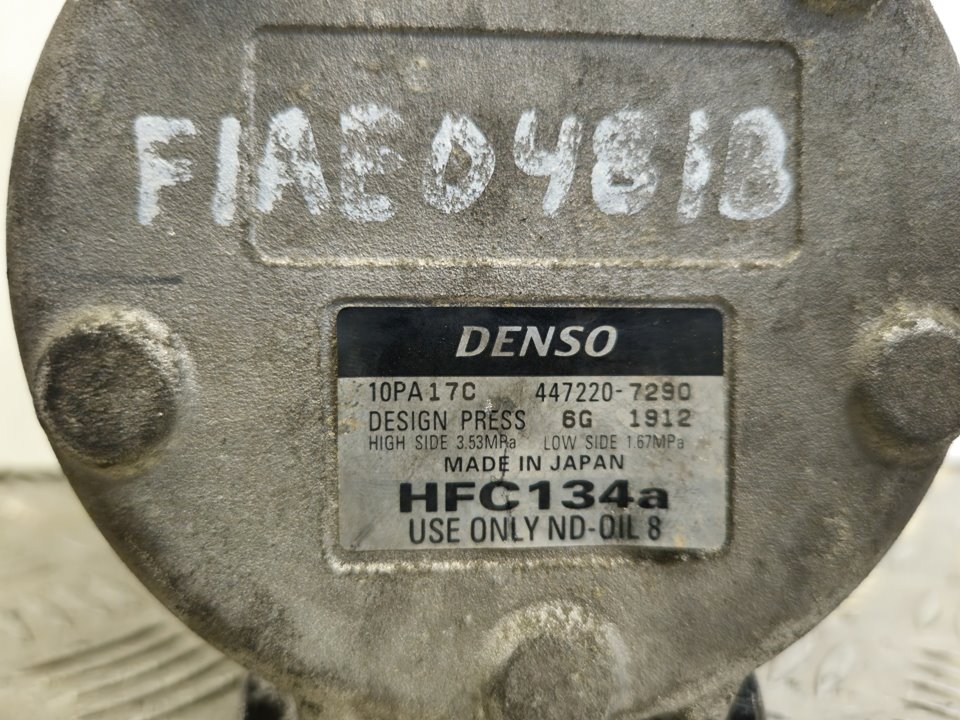 F1AE0481B
DENSO
10PA17C 447220-7290
DESIGN PRESS 6G 1912
HIGH SIDE 3.53MPa LOW SIDE 1.67MPa
MADE IN JAPAN
HFC134a
USE ONLY ND-OIL 8